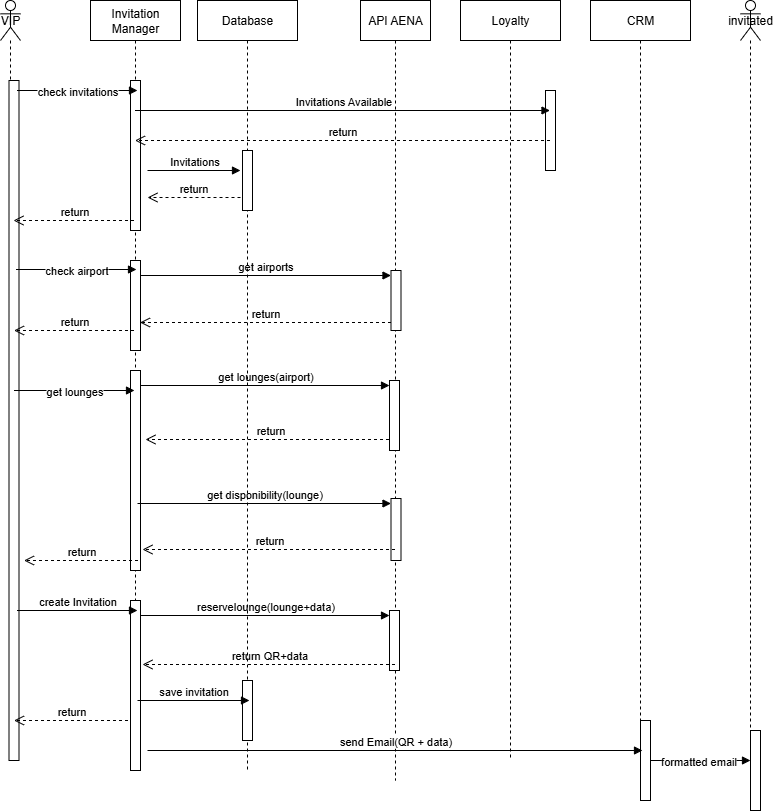 VIP
Invitation
Manager
Database
API AENA
Loyalty
CRM
invitated
check invitations
Invitations Available
return
Invitations
return
return
check airport
get airports
return
return
get lounges
get lounges(airport)
return
get disponibility(lounge)
return
return
create Invitation
reservelounge(lounge+data)
return QR+data
save invitation
return
send Email(QR + data)
formatted email